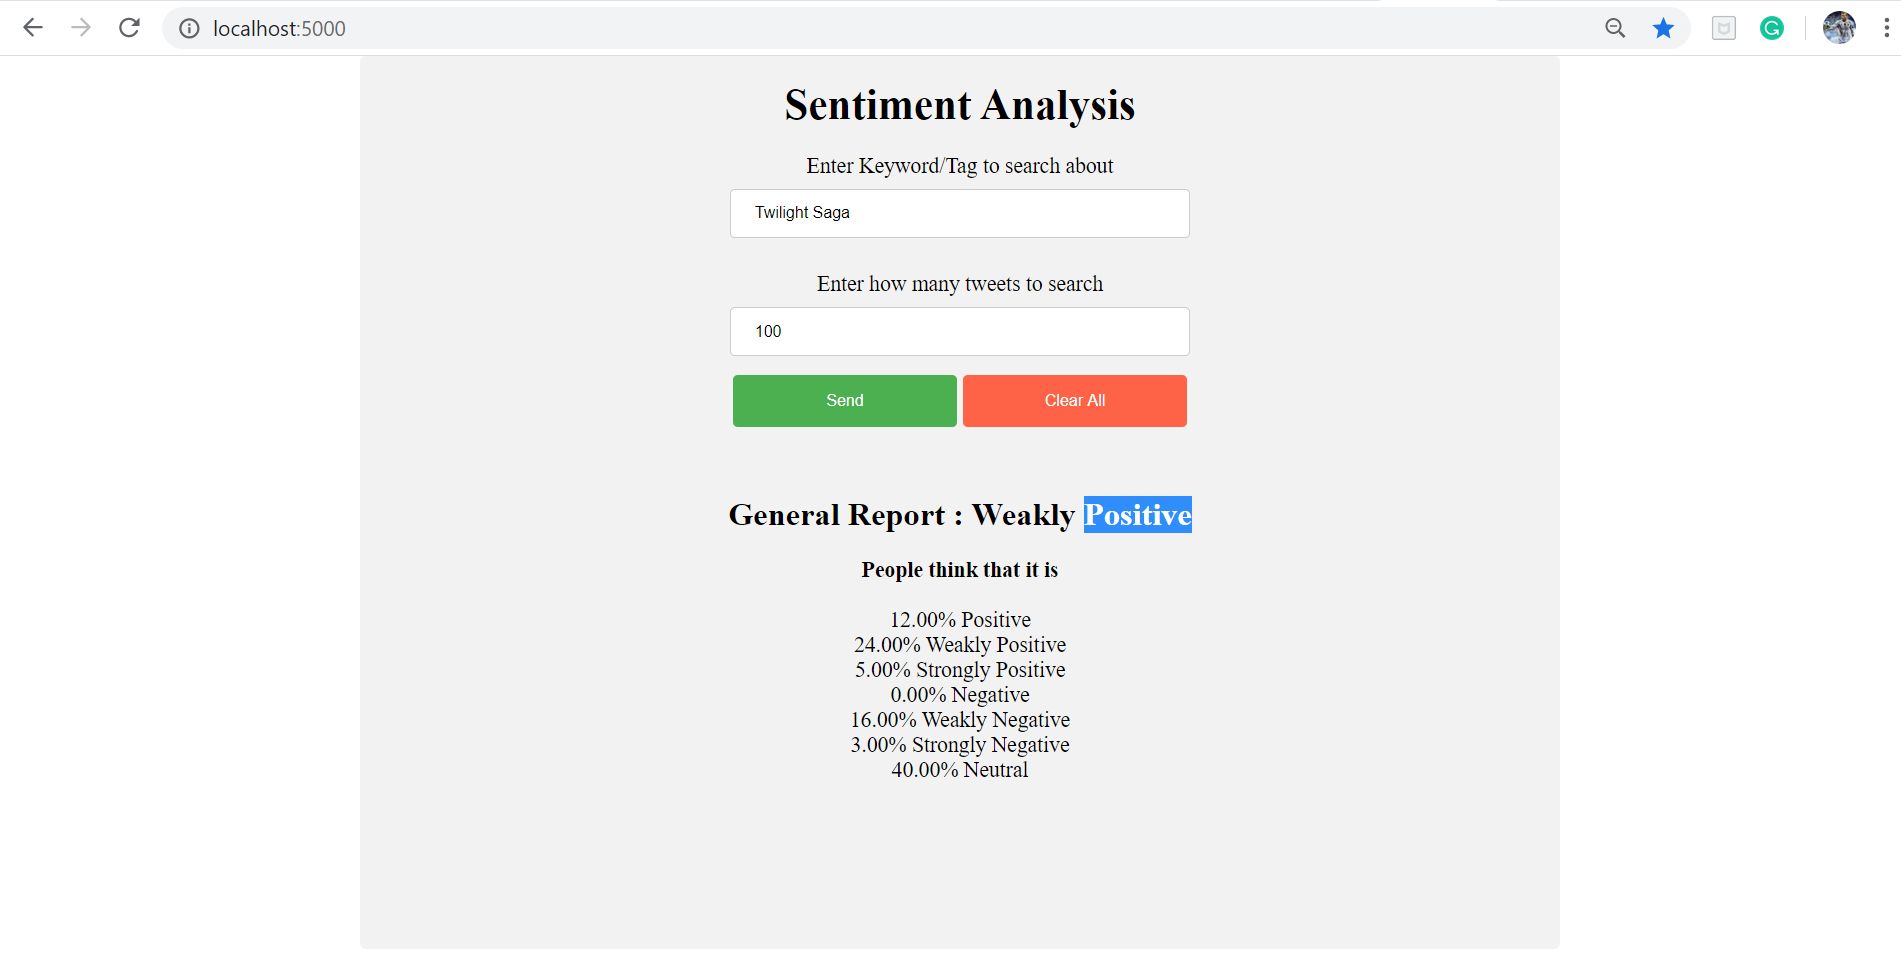 localhost:5000
Sentiment Analysis
Enter Keyword/Tag to search about
Twilight Saga
Enter how many tweets to search
100
Send Clear All
General Report : Weakly Positive
People think that it is
12.00% Positive
24.00% Weakly Positive
5.00% Strongly Positive
0.00% Negative
16.00% Weakly Negative
3.00% Strongly Negative
40.00% Neutral